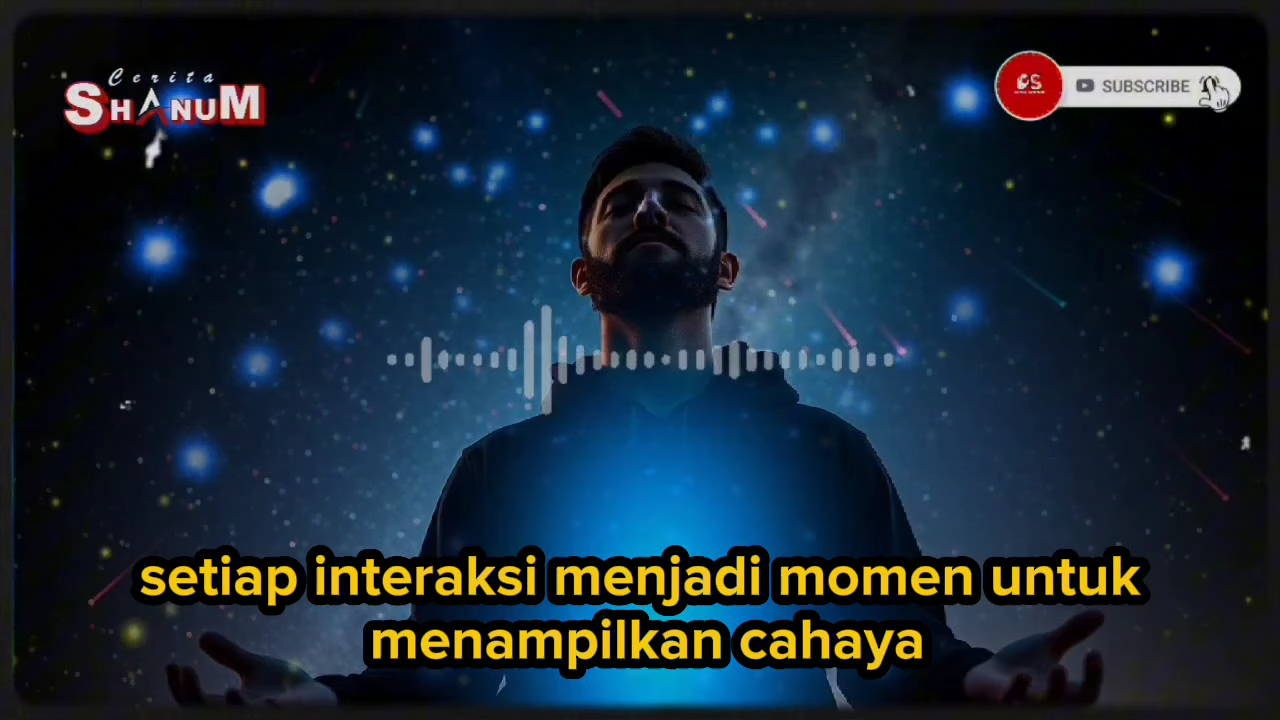 Cerita
SHANUM
SUBSCRIBE
setiap interaksi menjadi momen untuk
menampilkan cahaya